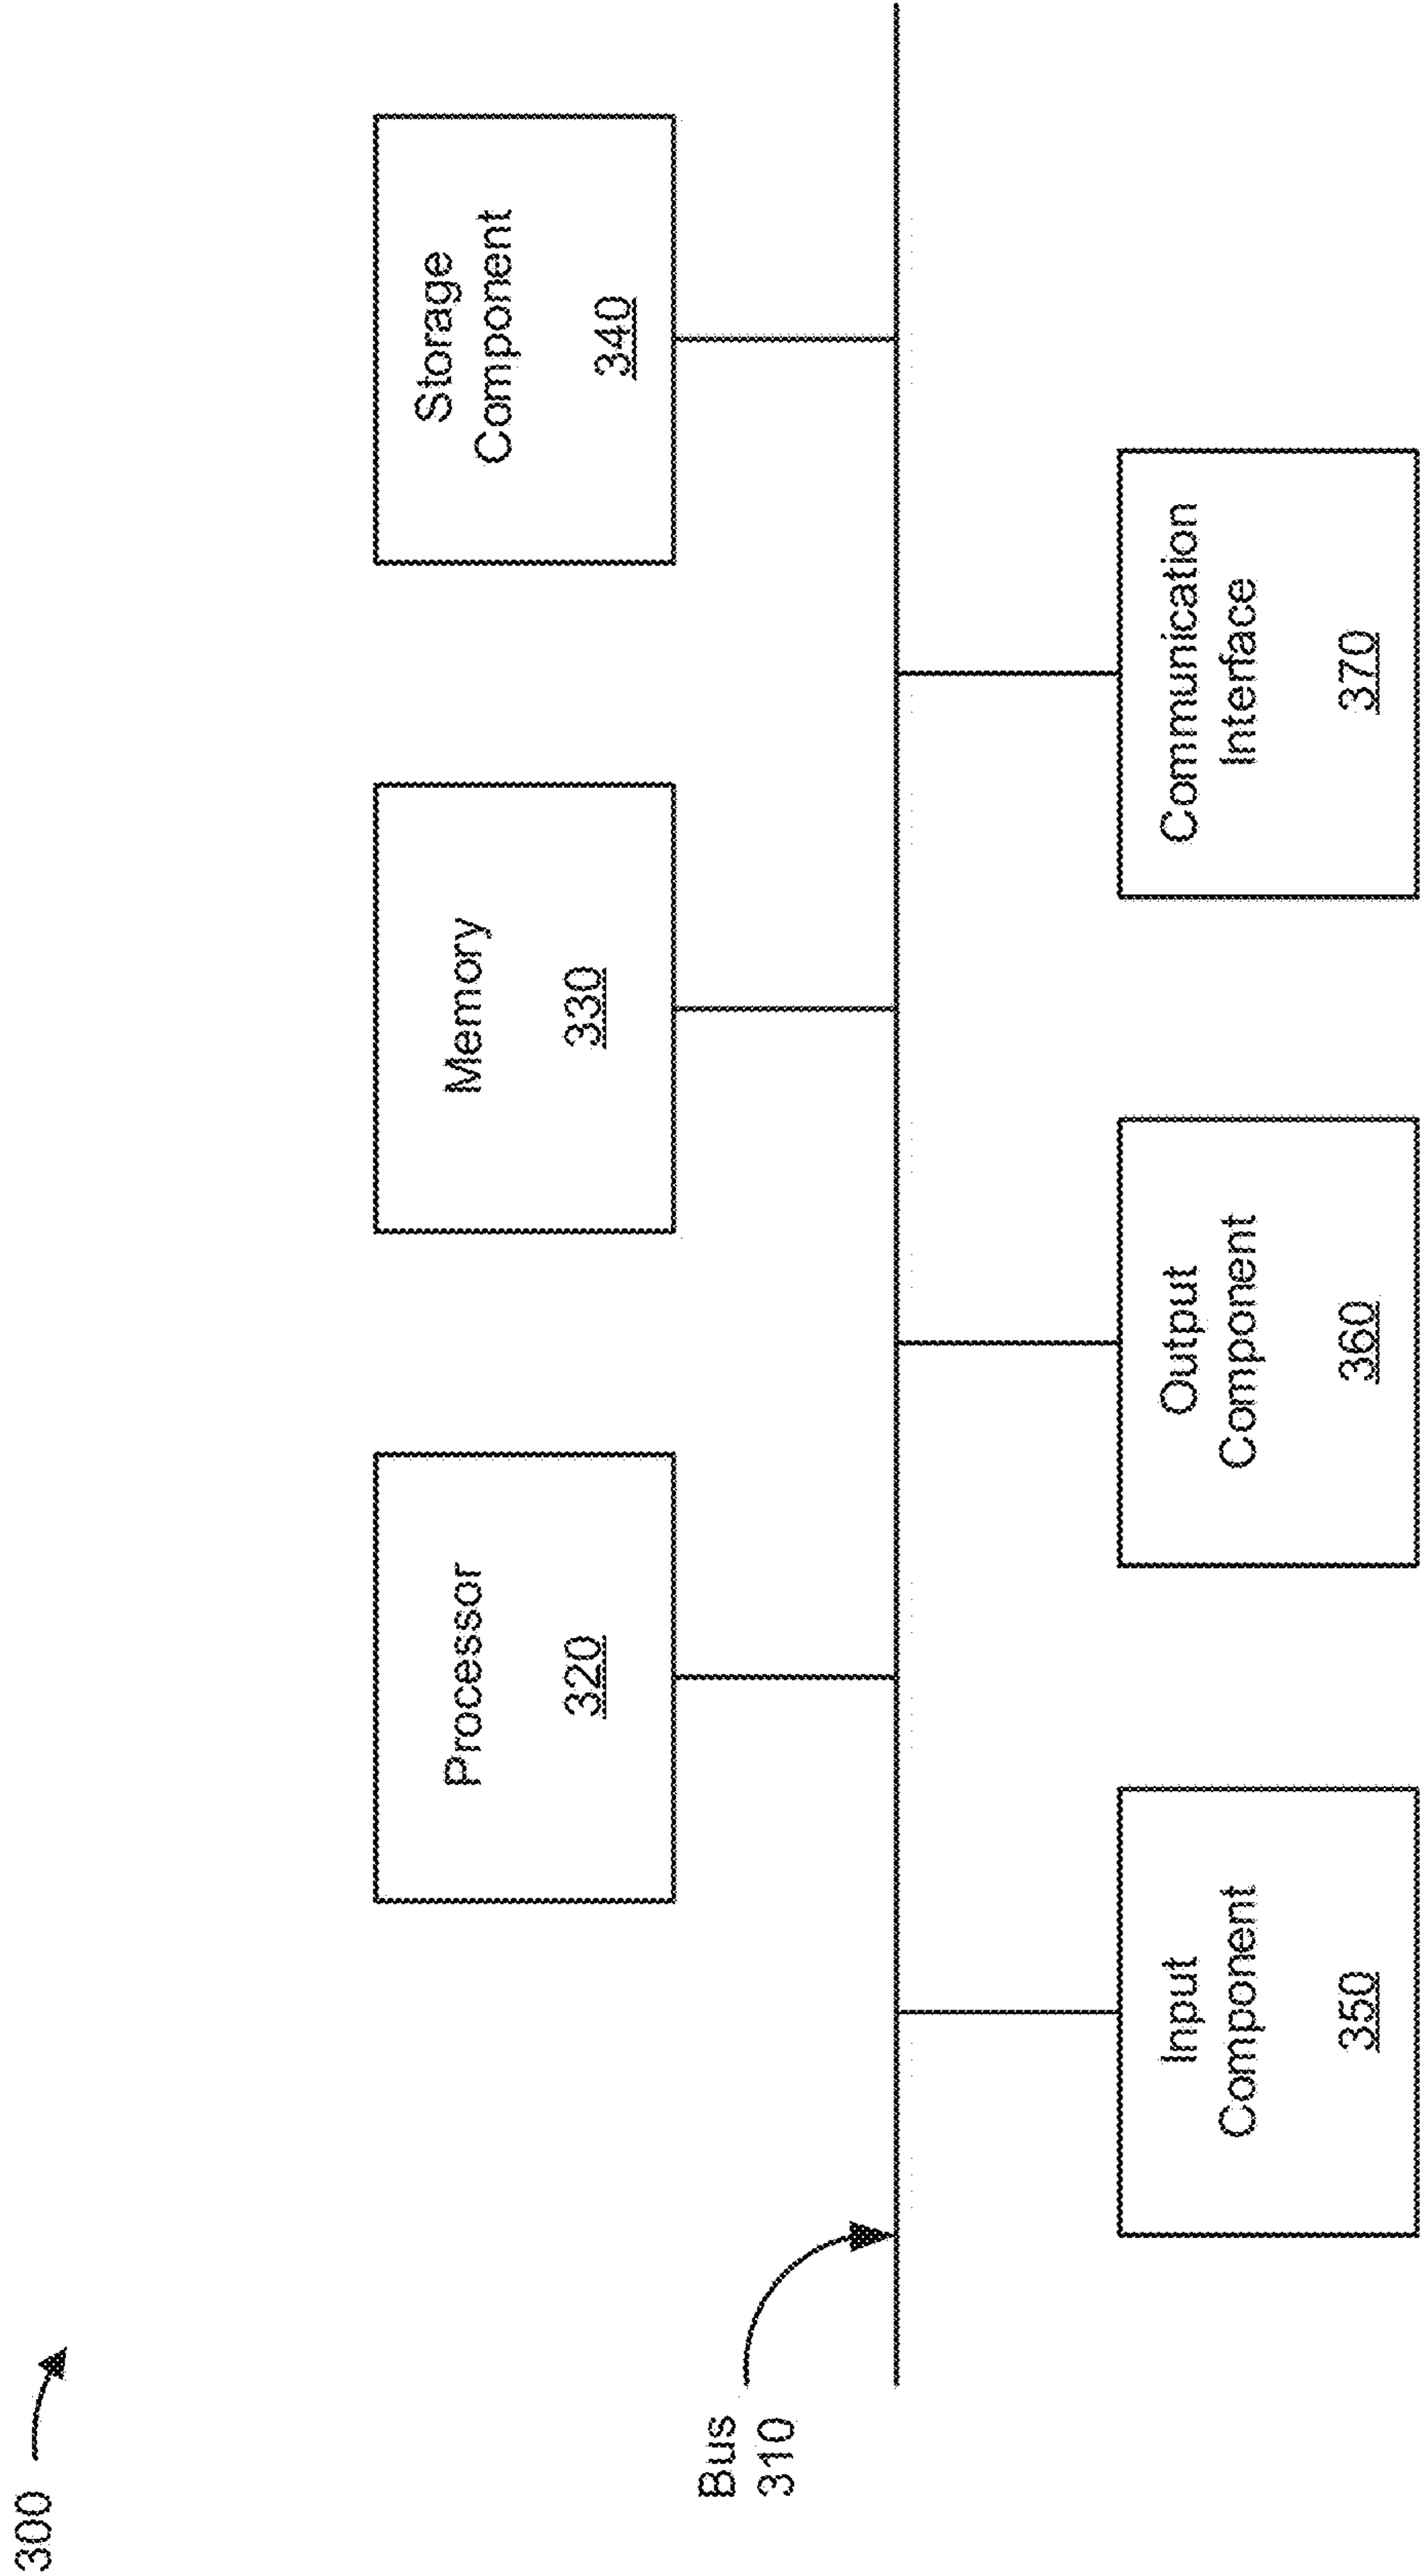 300
Processor
320
Memory
330
Storage
Component
340
Bus
310
Input
Component
350
Output
Component
360
Communication
Interface
370